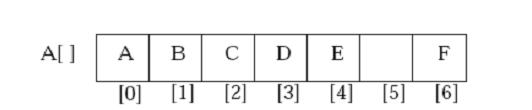 A[ ] A B C D E F
[0] [1] [2] [3] [4] [5] [6]